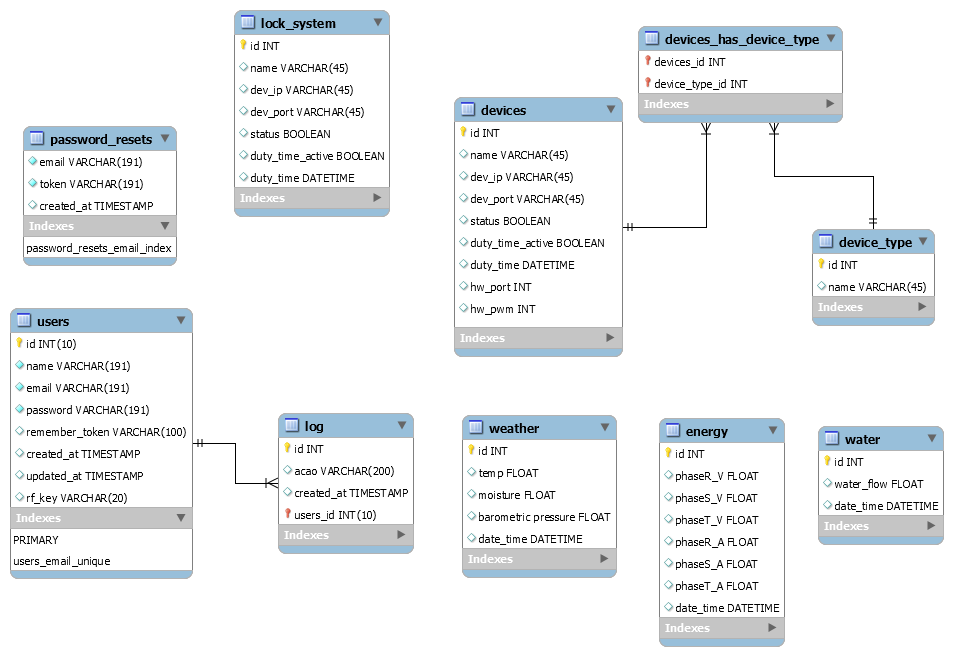 lock_system
id INT
name VARCHAR(45)
dev_ip VARCHAR(45)
dev_port VARCHAR(45)
status BOOLEAN
duty_time_active BOOLEAN
duty_time DATETIME
Indexes
devices_has_device_type
devices_id INT
device_type_id INT
Indexes
password_resets
email VARCHAR(191)
token VARCHAR(191)
created_at TIMESTAMP
Indexes
password_resets_email_index
devices
id INT
name VARCHAR(45)
dev_ip VARCHAR(45)
dev_port VARCHAR(45)
status BOOLEAN
duty_time_active BOOLEAN
duty_time DATETIME
hw_port INT
hw_pwm INT
Indexes
device_type
id INT
name VARCHAR(45)
Indexes
users
id INT(10)
name VARCHAR(191)
email VARCHAR(191)
password VARCHAR(191)
remember_token VARCHAR(100)
created_at TIMESTAMP
updated_at TIMESTAMP
rf_key VARCHAR(20)
Indexes
PRIMARY
users_email_unique
log
id INT
acao VARCHAR(200)
created_at TIMESTAMP
users_id INT(10)
Indexes
weather
id INT
temp FLOAT
moisture FLOAT
barometric pressure FLOAT
date_time DATETIME
Indexes
energy
id INT
phaseR_V FLOAT
phaseS_V FLOAT
phaseT_V FLOAT
phaseR_A FLOAT
phaseS_A FLOAT
phaseT_A FLOAT
date_time DATETIME
Indexes
water
id INT
water_flow FLOAT
date_time DATETIME
Indexes